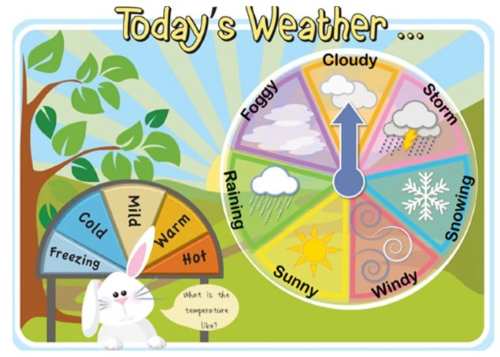 Today's Weather ...
Cloudy
Storm
Snowing
Windy
Sunny
Raining
Foggy
Freezing
Cold
Mild
Warm
Hot
What is the
temperature
like?